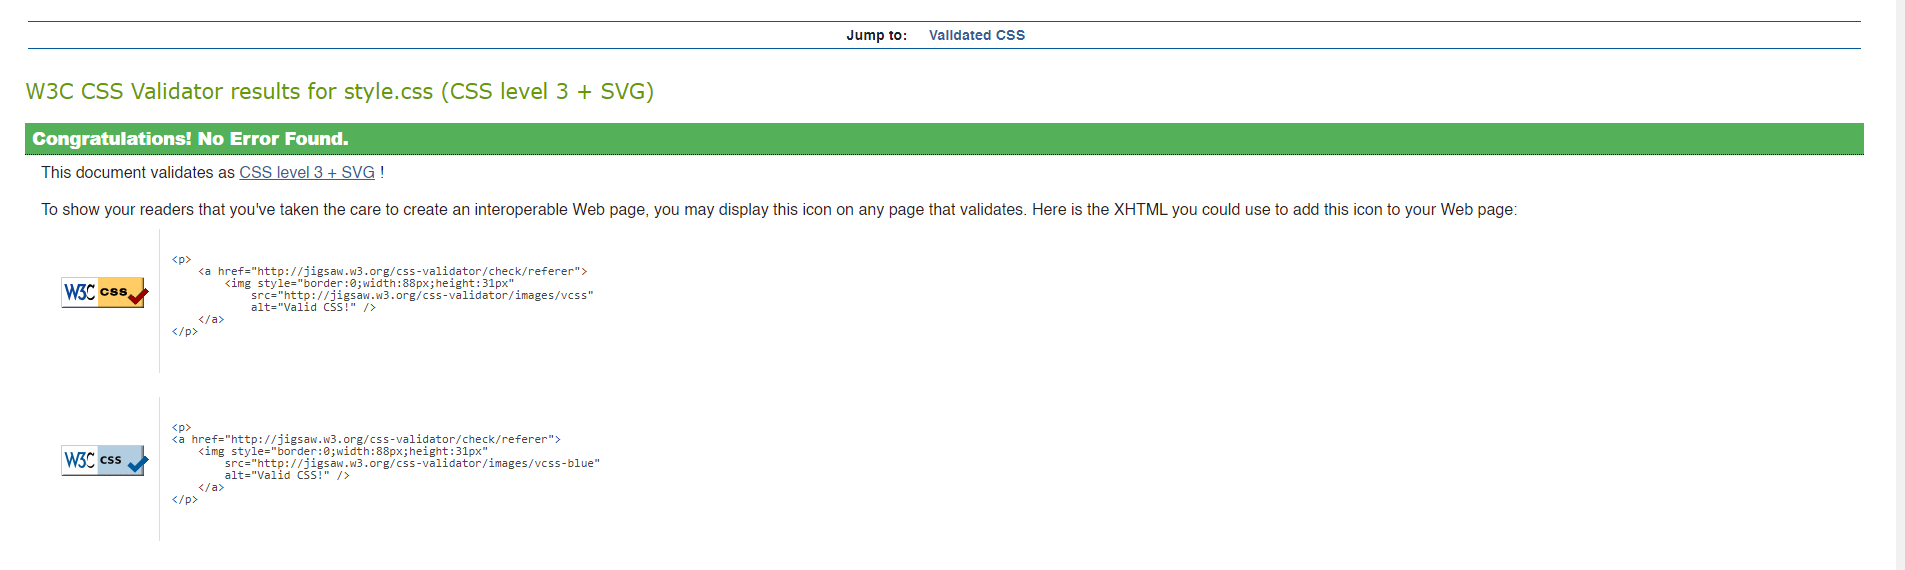 Jump to: Validated CSS
W3C CSS Validator results for style.css (CSS level 3 + SVG)
Congratulations! No Error Found.
This document validates as CSS level 3 + SVG !
To show your readers that you've taken the care to create an interoperable Web page, you may display this icon on any page that validates. Here is the XHTML you could use to add this icon to your Web page:
W3C css
<p>
<a href="http://jigsaw.w3.org/css-validator/check/referer">
<img style="border:0;width:88px;height:31px"
src="http://jigsaw.w3.org/css-validator/images/vcss"
alt="Valid CSS!" />
</a>
</p>
W3C css
<p>
<a href="http://jigsaw.w3.org/css-validator/check/referer">
<img style="border:0;width:88px;height:31px"
src="http://jigsaw.w3.org/css-validator/images/vcss-blue"
alt="Valid CSS!" />
</a>
</p>